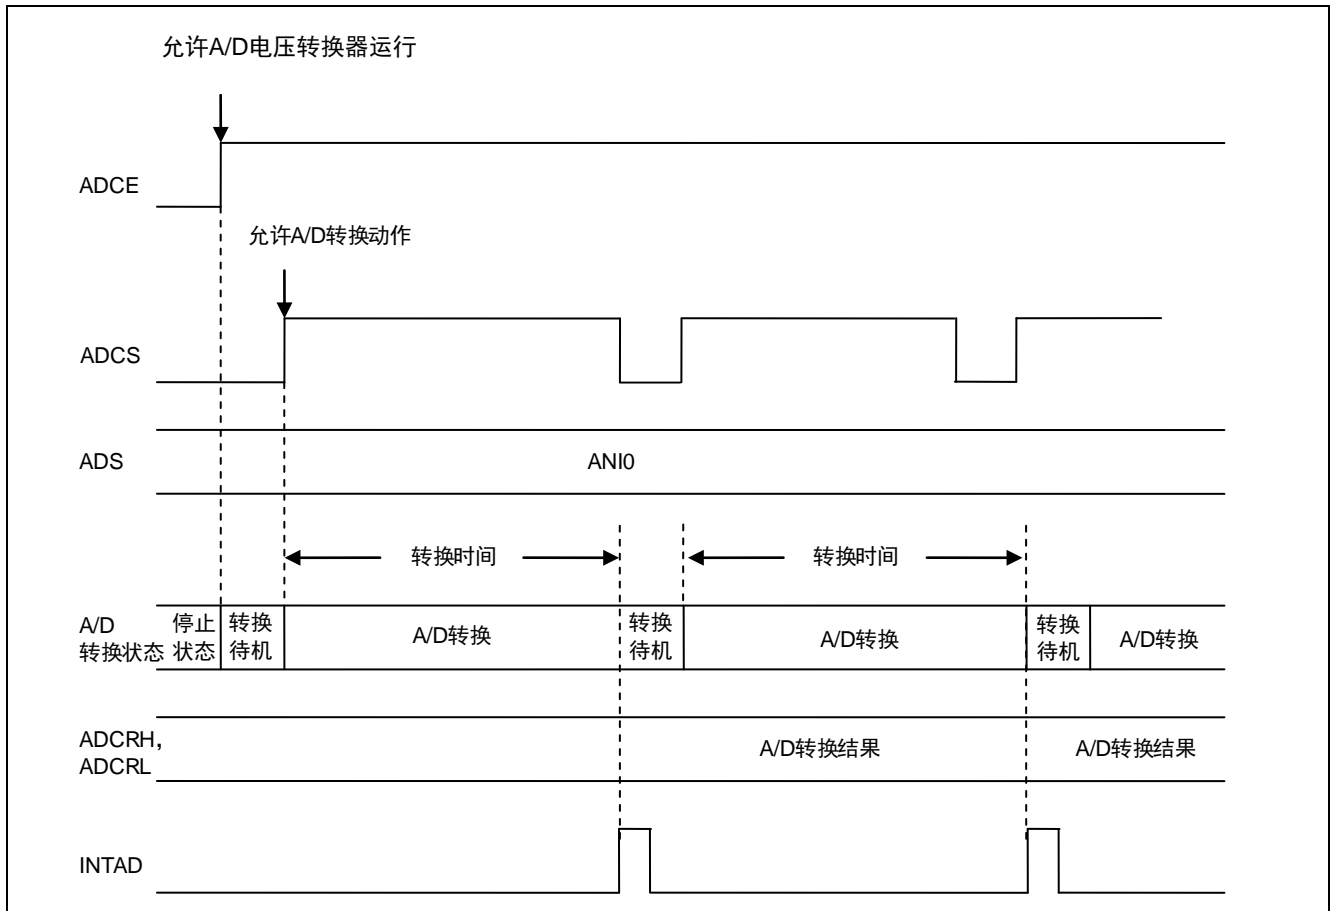 允许A/D电压转换器运行
ADCE
允许A/D转换动作
ADCS
ADS
ANI0
转换时间
转换时间
A/D
转换状态
停止
状态
转换
待机
A/D转换
转换
待机
A/D转换
转换
待机
A/D转换
ADCRH，
ADCRL
A/D转换结果
A/D转换结果
INTAD